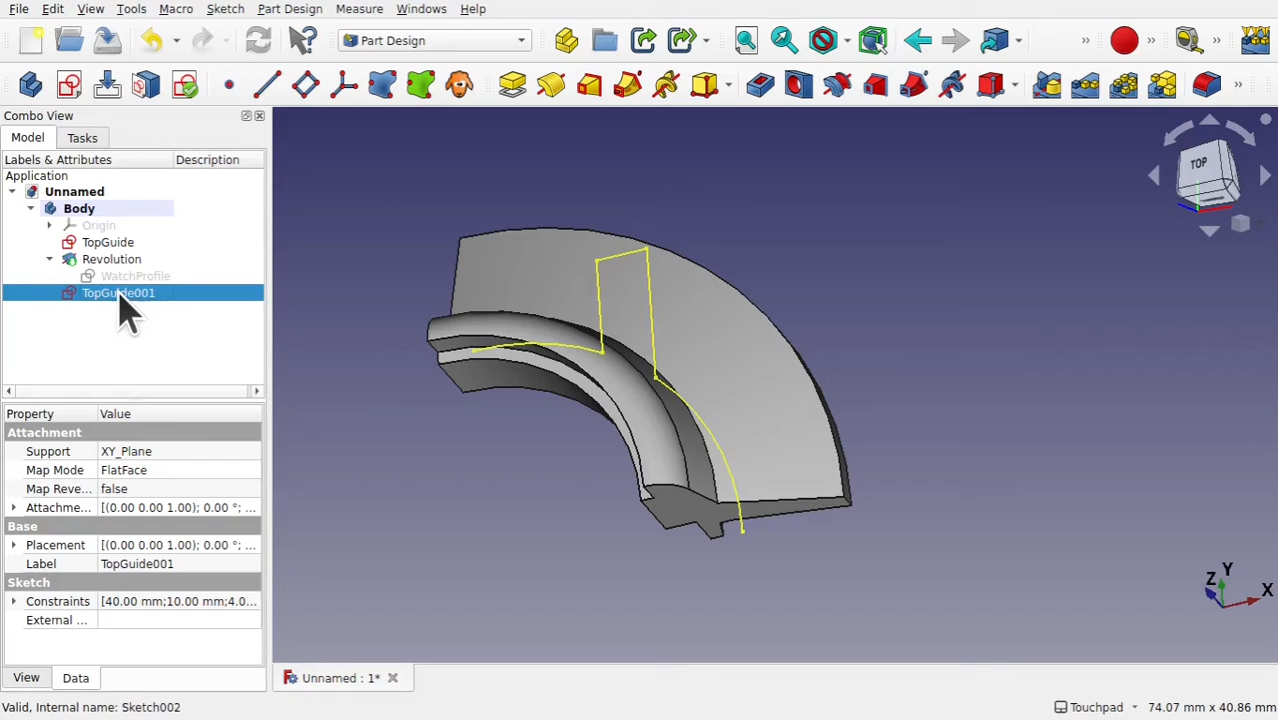 File Edit View Tools Macro Sketch Part Design Measure Windows Help
Part Design
Combo View
Model Tasks
Labels & Attributes Description
Application
Unnamed
Body
Origin
TopGuide
Revolution
WatchProfile
TopGuide001
Property Value
Attachment
Support XY_Plane
Map Mode FlatFace
Map Reve... false
Attachme... [(0.00 0.00 1.00); 0.00 °; ...
Base
Placement [(0.00 0.00 1.00); 0.00 °; ...
Label TopGuide001
Sketch
Constraints [40.00 mm;10.00 mm;4.0...
External ...
View Data
TOP
Z Y X
Unnamed : 1*
Valid, Internal name: Sketch002
Touchpad 74.07 mm x 40.86 mm